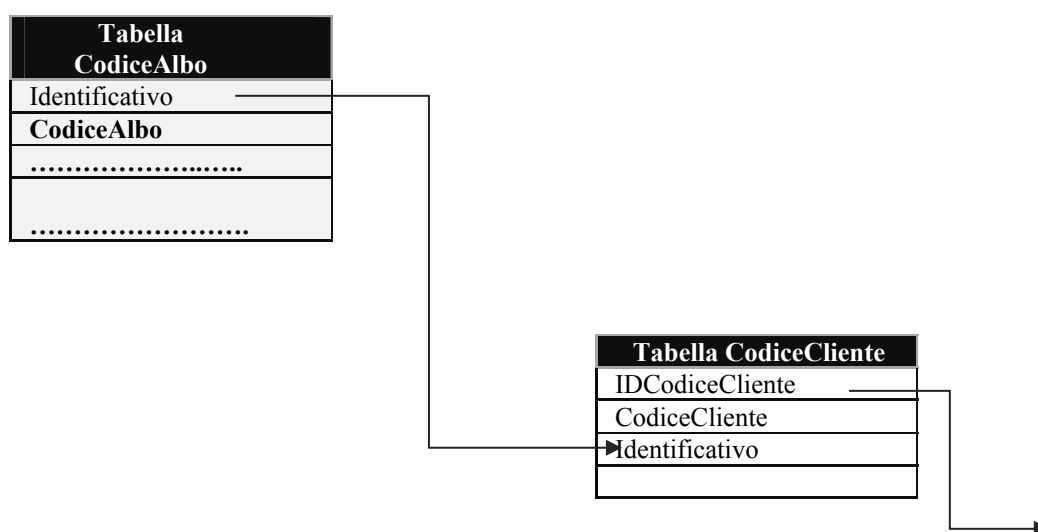 Tabella
CodiceAlbo
Identificativo
CodiceAlbo
………………..…..
…………………….
Tabella CodiceCliente
IDCodiceCliente
CodiceCliente
Identificativo